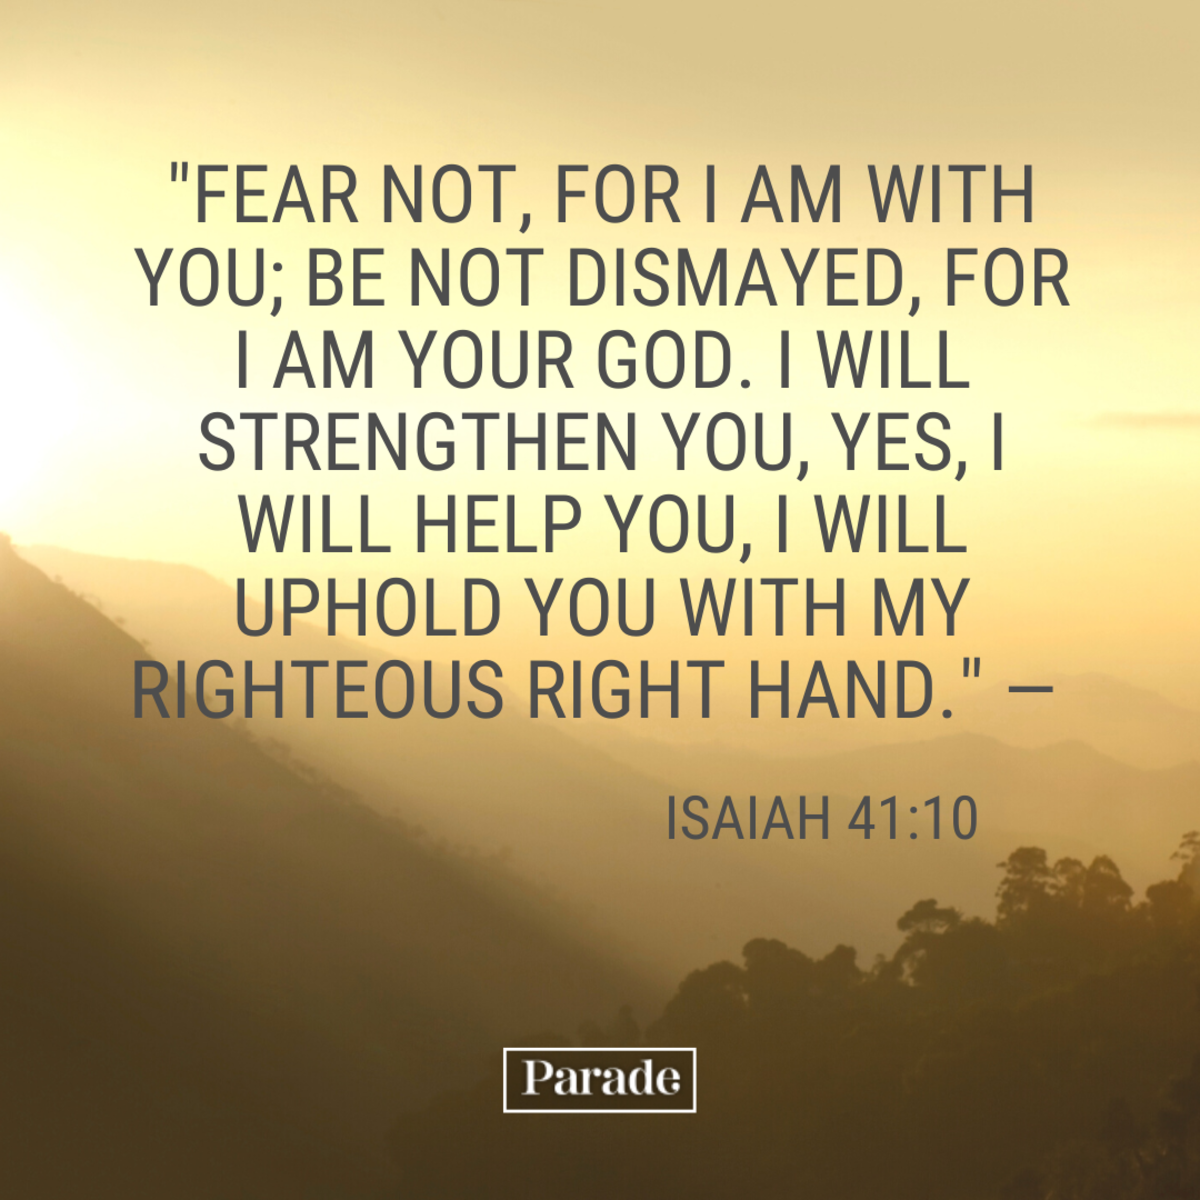 "FEAR NOT, FOR I AM WITH
YOU; BE NOT DISMAYED, FOR
I AM YOUR GOD. I WILL
STRENGTHEN YOU, YES, I
WILL HELP YOU, I WILL
UPHOLD YOU WITH MY
RIGHTEOUS RIGHT HAND." —
ISAIAH 41:10
Parade